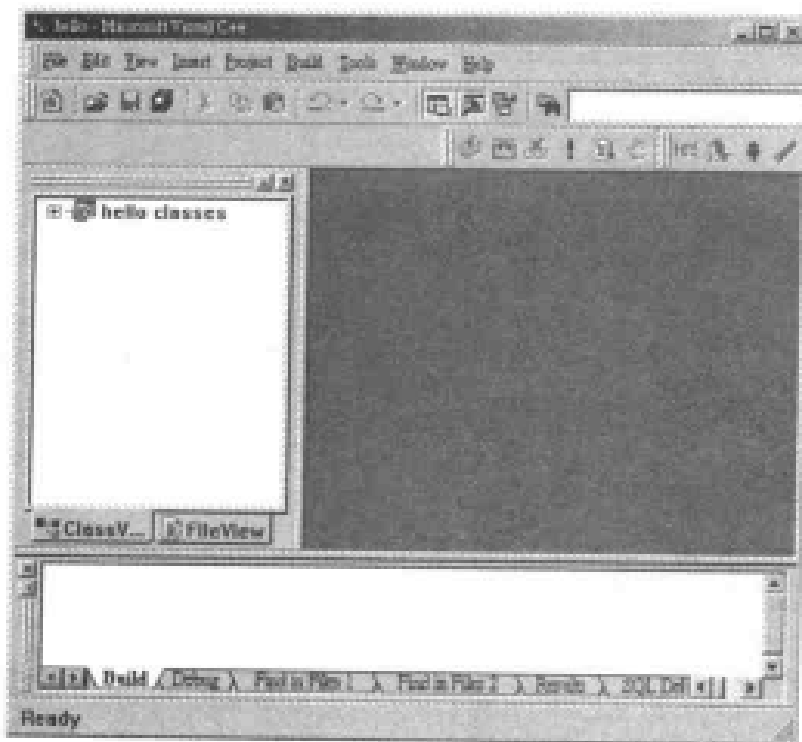 hello - Microsoft Visual C++
File Edit View Insert Project Build Tools Window Help
hello classes
ClassV... FileView
Build Debug Find in Files 1 Find in Files 2 Results SQL Del
Ready